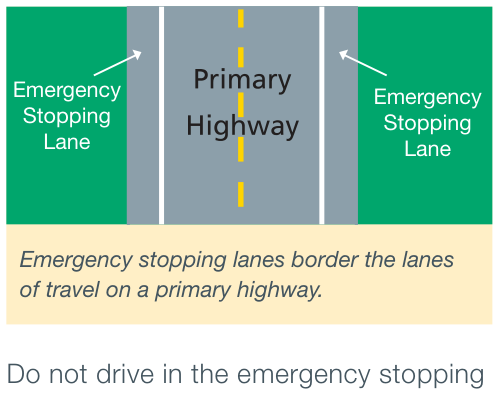 Primary
Highway
Emergency
Stopping
Lane
Emergency
Stopping
Lane
Emergency stopping lanes border the lanes
of travel on a primary highway.
Do not drive in the emergency stopping